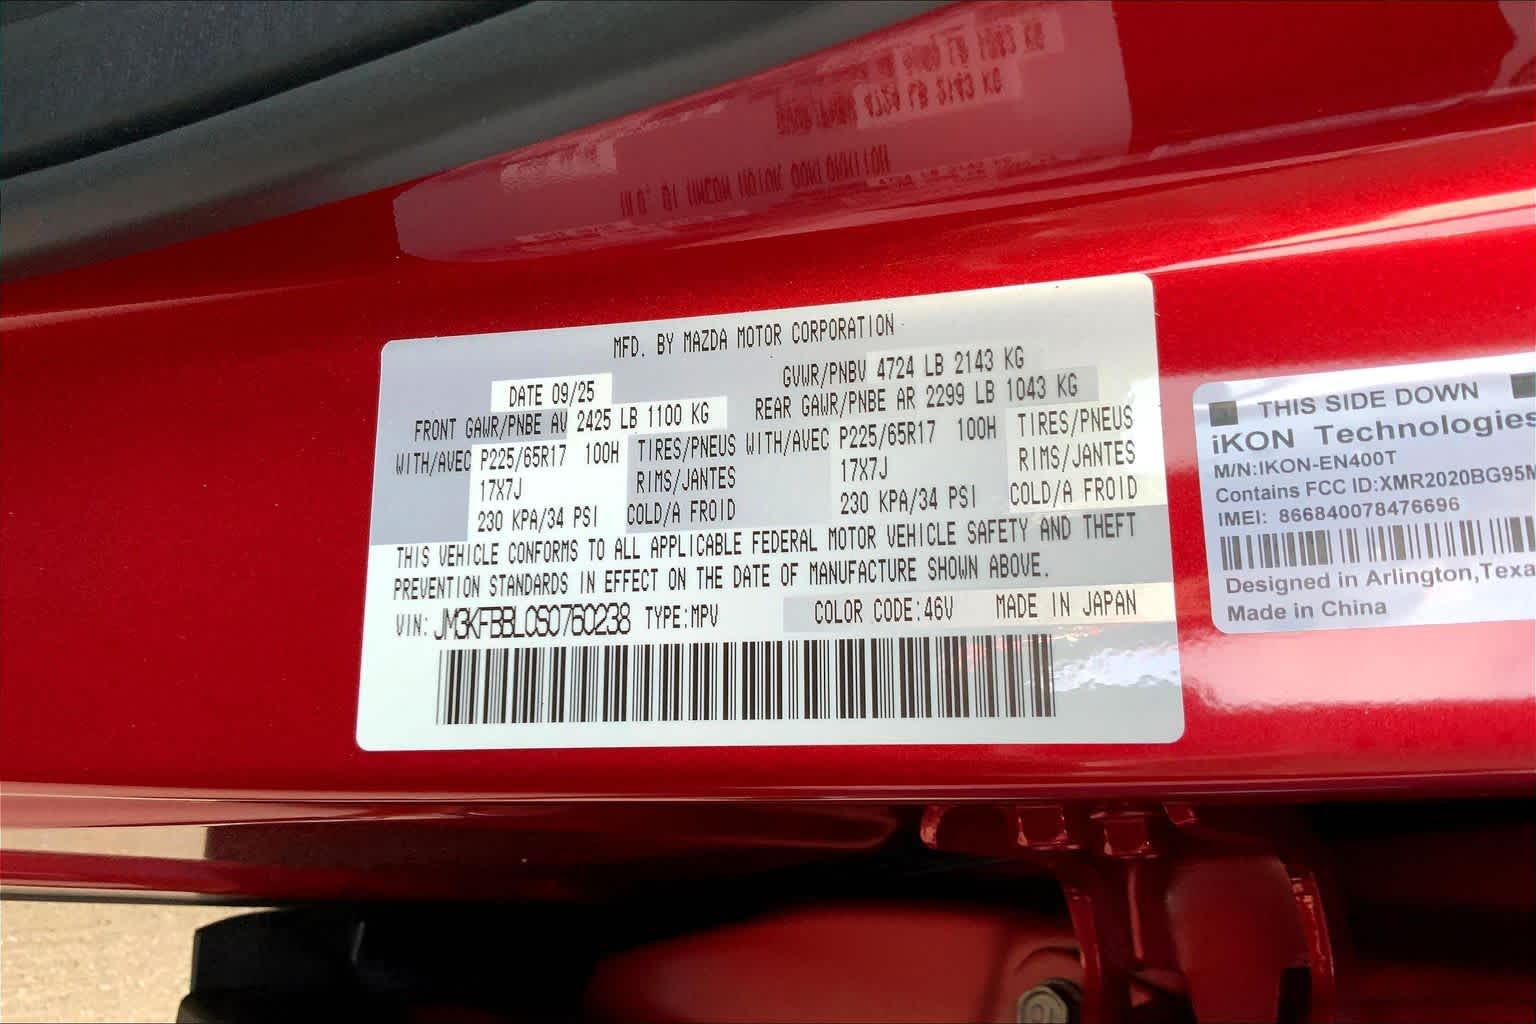 MFD. BY MAZDA MOTOR CORPORATION
DATE 09/25 GVWR/PNBV 4724 LB 2143 KG
FRONT GAWR/PNBE AV 2425 LB 1100 KG REAR GAWR/PNBE AR 2299 LB 1043 KG
WITH/AVEC P225/65R17 100H TIRES/PNEUS WITH/AVEC P225/65R17 100H TIRES/PNEUS
17X7J RIMS/JANTES 17X7J RIMS/JANTES
230 KPA/34 PSI COLD/A FROID 230 KPA/34 PSI COLD/A FROID
THIS VEHICLE CONFORMS TO ALL APPLICABLE FEDERAL MOTOR VEHICLE SAFETY AND THEFT
PREVENTION STANDARDS IN EFFECT ON THE DATE OF MANUFACTURE SHOWN ABOVE.
VIN: JM3KFBBL0S0760238 TYPE:MPV COLOR CODE:46V MADE IN JAPAN
THIS SIDE DOWN
iKON Technologies
M/N:IKON-EN400T
Contains FCC ID:XMR2020BG95M
IMEI: 866840078476696
Designed in Arlington,Texa
Made in China